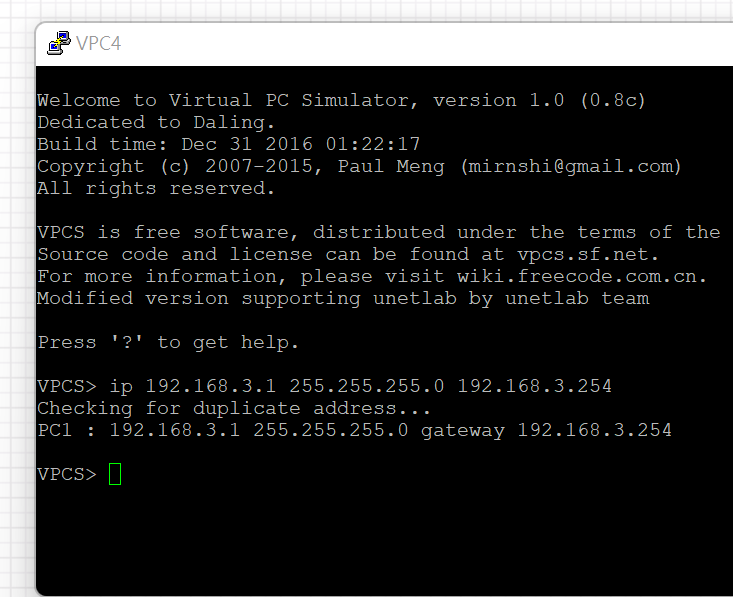 VPC4
Welcome to Virtual PC Simulator, version 1.0 (0.8c)
Dedicated to Daling.
Build time: Dec 31 2016 01:22:17
Copyright (c) 2007-2015, Paul Meng (mirnshi@gmail.com)
All rights reserved.
VPCS is free software, distributed under the terms of the
Source code and license can be found at vpcs.sf.net.
For more information, please visit wiki.freecode.com.cn.
Modified version supporting unetlab by unetlab team
Press '?' to get help.
VPCS> ip 192.168.3.1 255.255.255.0 192.168.3.254
Checking for duplicate address...
PC1 : 192.168.3.1 255.255.255.0 gateway 192.168.3.254
VPCS>